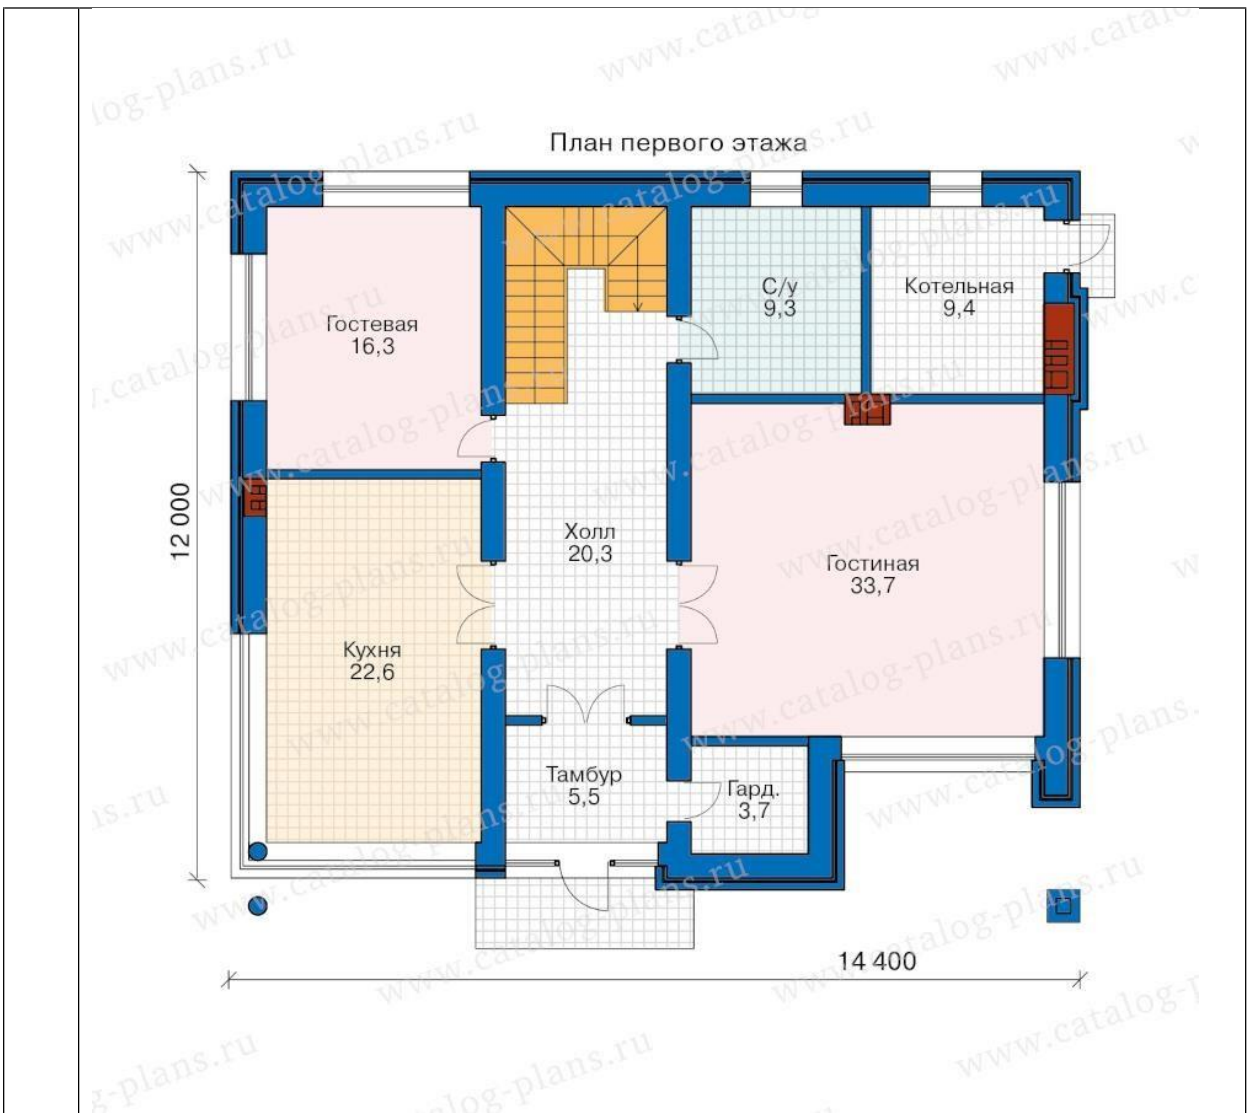 План первого этажа
Гостевая
16,3
С/у
9,3
Котельная
9,4
12 000
Холл
20,3
Гостиная
33,7
Кухня
22,6
Тамбур
5,5
Гард.
3,7
14 400
www.catalog-plans.ru